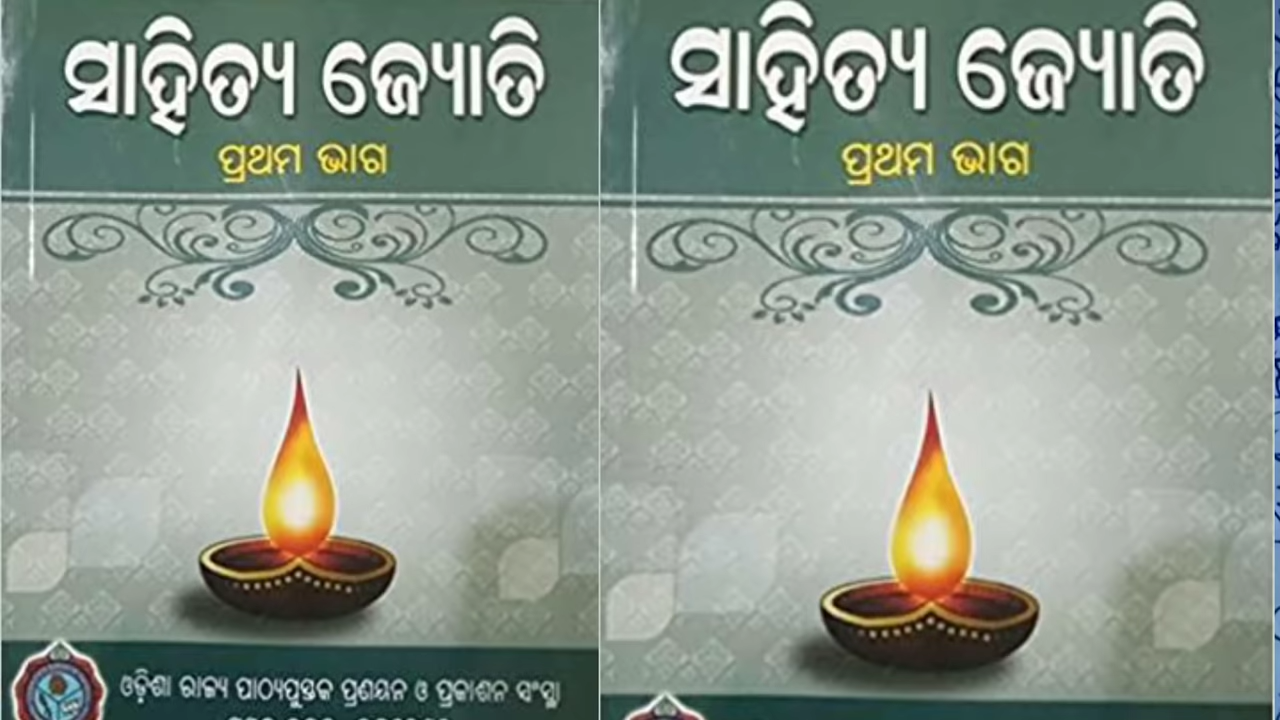 ସାହିତ୍ୟ ଜ୍ୟୋତି
ପ୍ରଥମ ଭାଗ
ଓଡ଼ିଶା ରାଜ୍ୟ ପାଠ୍ୟପୁସ୍ତକ ପ୍ରଣୟନ ଓ ପ୍ରକାଶନ ସଂସ୍ଥା
ସାହିତ୍ୟ ଜ୍ୟୋତି
ପ୍ରଥମ ଭାଗ